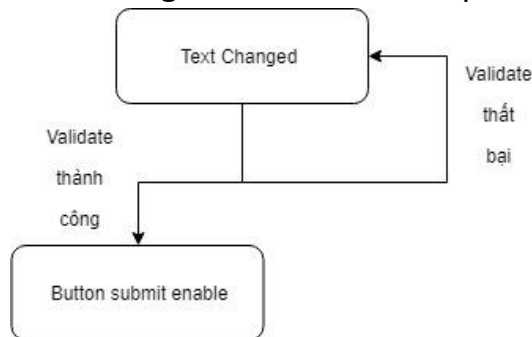 Text Changed
Validate
thất
bại
Validate
thành
công
Button submit enable